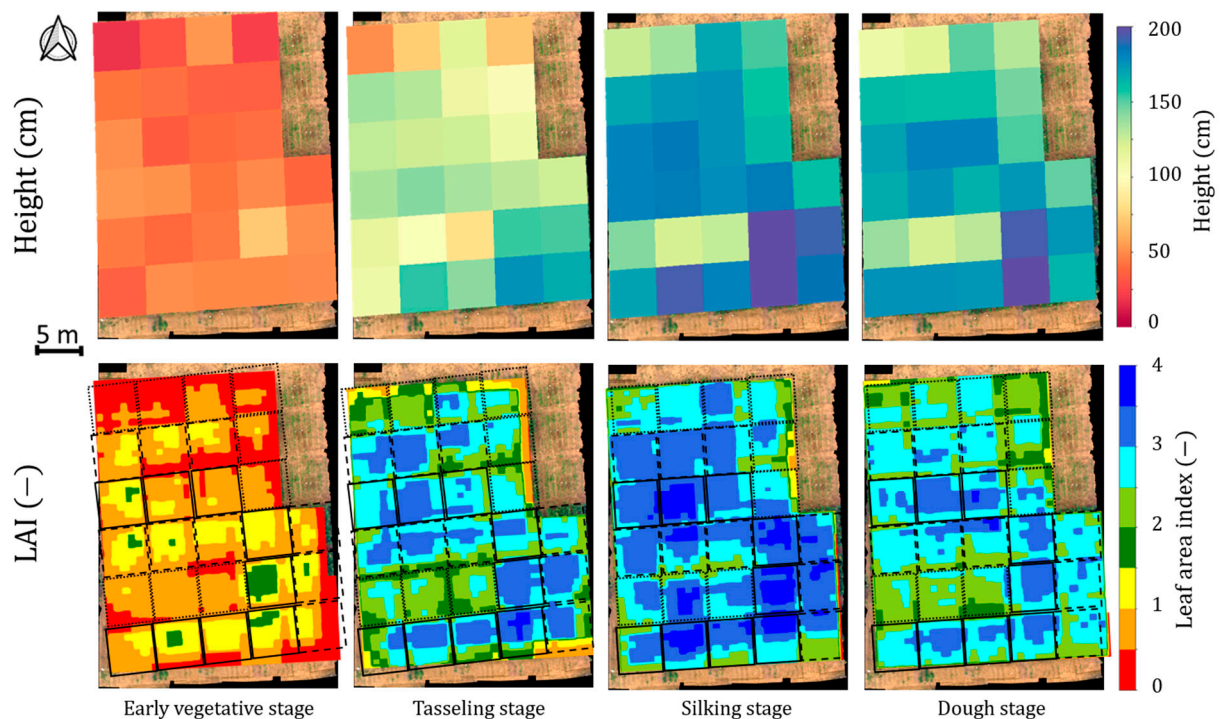 Height (cm)
200
150
100
50
0
Height (cm)
5 m
LAI (−)
4
3
2
1
0
Leaf area index (−)
Early vegetative stage
Tasseling stage
Silking stage
Dough stage